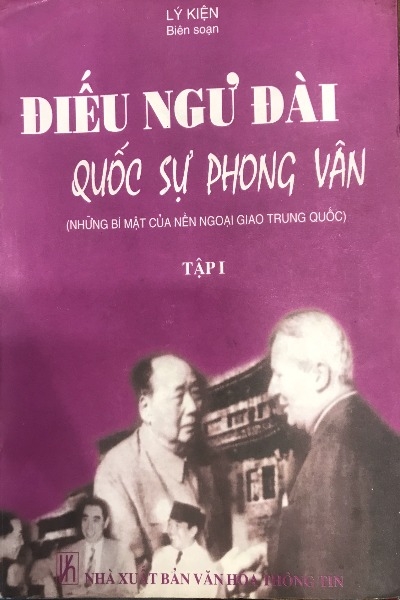 LÝ KIỆN
Biên soạn
ĐIẾU NGƯ ĐÀI
QUỐC SỰ PHONG VÂN
(NHỮNG BÍ MẬT CỦA NỀN NGOẠI GIAO TRUNG QUỐC)
TẬP I
NHÀ XUẤT BẢN VĂN HÓA THÔNG TIN